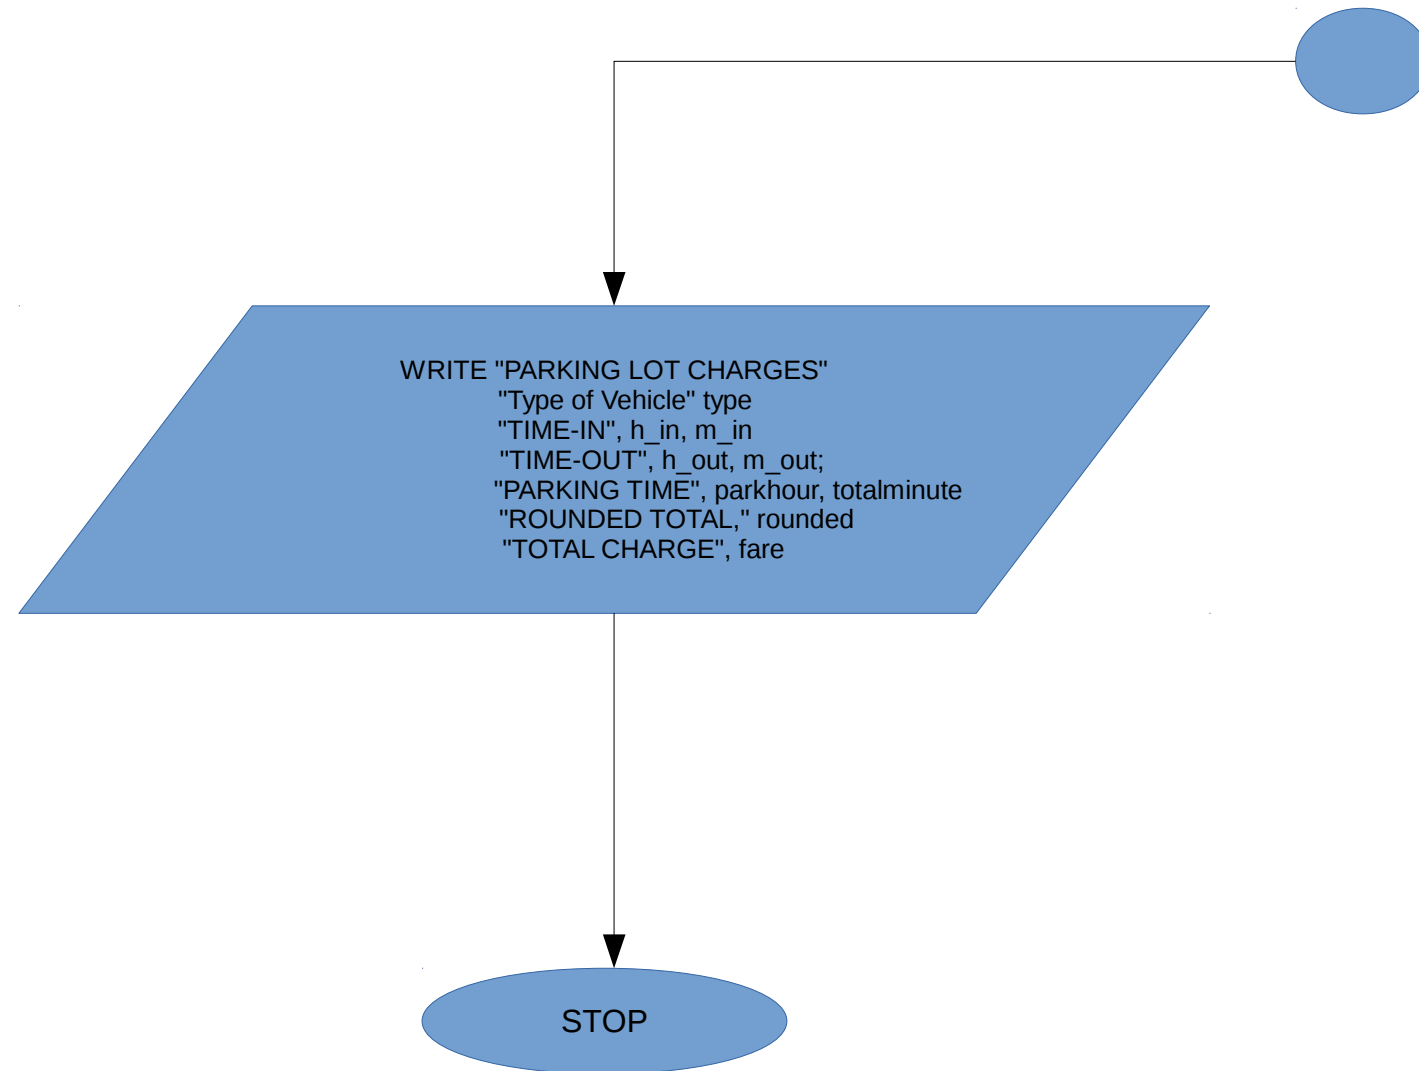 WRITE "PARKING LOT CHARGES"
"Type of Vehicle" type
"TIME-IN", h_in, m_in
"TIME-OUT", h_out, m_out;
"PARKING TIME", parkhour, totalminute
"ROUNDED TOTAL," rounded
"TOTAL CHARGE", fare
STOP